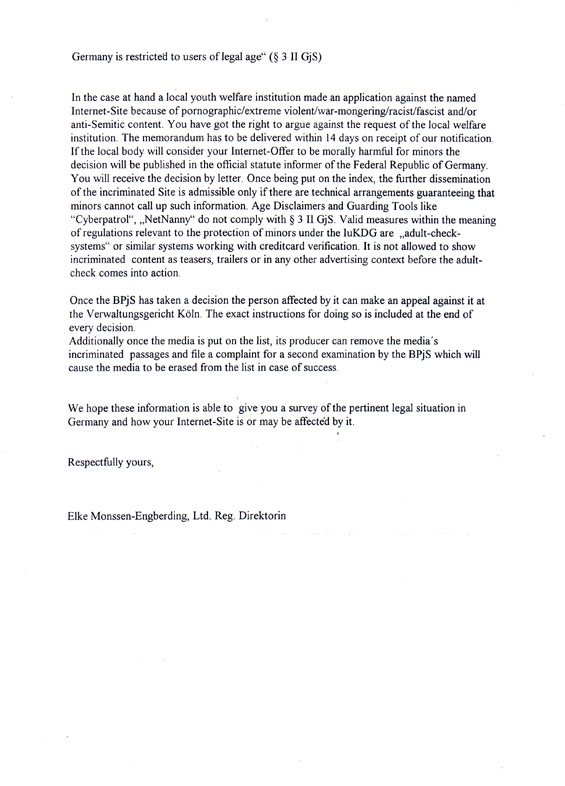 Germany is restricted to users of legal age“ (§ 3 II GjS)
In the case at hand a local youth welfare institution made an application against the named
Internet-Site because of pornographic/extreme violent/war-mongering/racist/fascist and/or
anti-Semitic content. You have got the right to argue against the request of the local welfare
institution. The memorandum has to be delivered within 14 days on receipt of our notification.
If the local body will consider your Internet-Offer to be morally harmful for minors the
decision will be published in the official statute informer of the Federal Republic of Germany.
You will receive the decision by letter. Once being put on the index, the further dissemination
of the incriminated Site is admissible only if there are technical arrangements guaranteeing that
minors cannot call up such information. Age Disclaimers and Guarding Tools like
“Cyberpatrol“, „NetNanny“ do not comply with § 3 II GjS. Valid measures within the meaning
of regulations relevant to the protection of minors under the IuKDG are „adult-check-
systems“ or similar systems working with creditcard verification. It is not allowed to show
incriminated content as teasers, trailers or in any other advertising context before the adult-
check comes into action.
Once the BPjS has taken a decision the person affected by it can make an appeal against it at
the Verwaltungsgericht Köln. The exact instructions for doing so is included at the end of
every decision.
Additionally once the media is put on the list, its producer can remove the media´s
incriminated passages and file a complaint for a second examination by the BPjS which will
cause the media to be erased from the list in case of success.
We hope these information is able to give you a survey of the pertinent legal situation in
Germany and how your Internet-Site is or may be affected by it.
Respectfully yours,
Elke Monssen-Engberding, Ltd. Reg. Direktorin